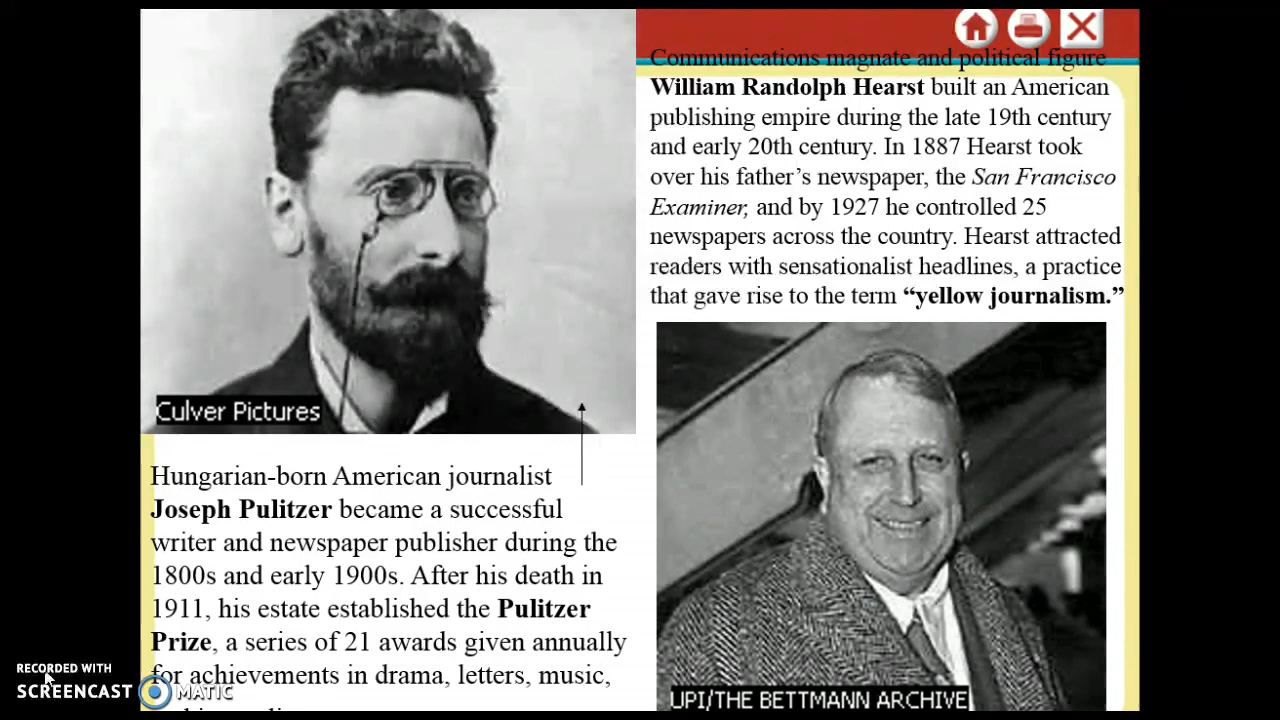 Culver Pictures
Hungarian-born American journalist
Joseph Pulitzer became a successful
writer and newspaper publisher during the
1800s and early 1900s. After his death in
1911, his estate established the Pulitzer
Prize, a series of 21 awards given annually
for achievements in drama, letters, music,
Communications magnate and political figure
William Randolph Hearst built an American
publishing empire during the late 19th century
and early 20th century. In 1887 Hearst took
over his father’s newspaper, the San Francisco
Examiner, and by 1927 he controlled 25
newspapers across the country. Hearst attracted
readers with sensationalist headlines, a practice
that gave rise to the term “yellow journalism.”
UPI/THE BETTMANN ARCHIVE
RECORDED WITH
SCREENCAST MATIC